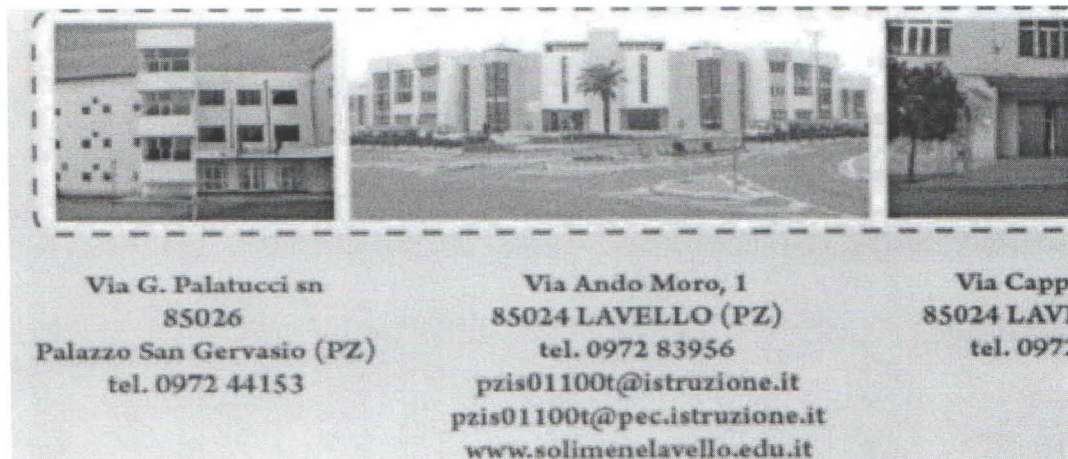 Via G. Palatucci sn
85026
Palazzo San Gervasio (PZ)
tel. 0972 44153
Via Ando Moro, 1
85024 LAVELLO (PZ)
tel. 0972 83956
pzis01100t@istruzione.it
pzis01100t@pec.istruzione.it
www.solimenelavello.edu.it
Via Capp
85024 LAV
tel. 0972